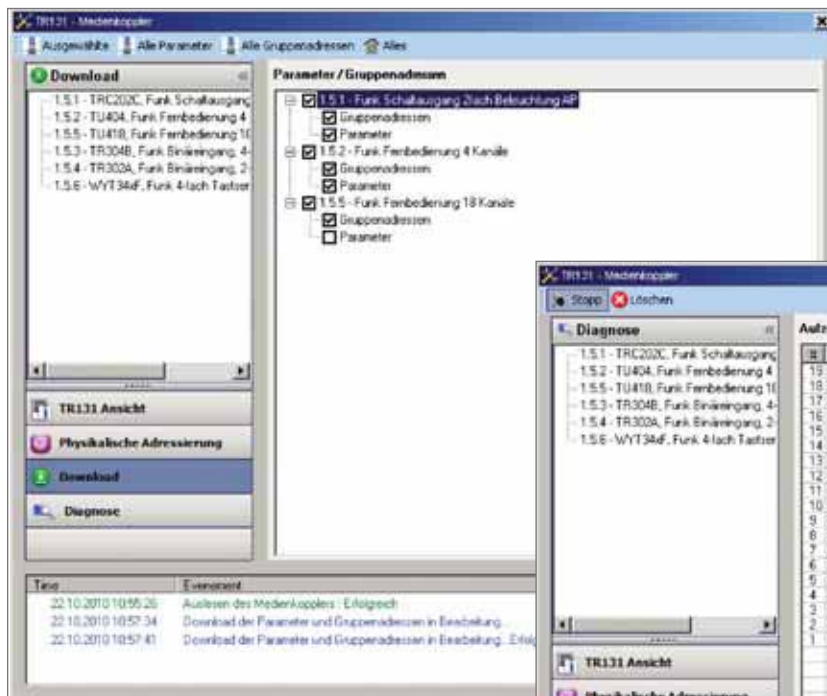 TR131 - Medienkoppler
Ausgewählte Alle Parameter Alle Gruppenadressen Alles
Download
1.5.1 - TRC202C, Funk Schaltausgang
1.5.2 - TU404, Funk Fernbedienung 4
1.5.5 - TU418, Funk Fernbedienung 18
1.5.3 - TR304B, Funk Binäreingang, 4-
1.5.4 - TR302A, Funk Binäreingang, 2-
1.5.6 - WYT34xF, Funk 4-fach Tastsen
TR131 Ansicht
Physikalische Adressierung
Download
Diagnose
Parameter / Gruppenadressen
1.5.1 - Funk Schaltausgang 2fach Beleuchtung AP
Gruppenadressen
Parameter
1.5.2 - Funk Fernbedienung 4 Kanäle
Gruppenadressen
Parameter
1.5.5 - Funk Fernbedienung 18 Kanäle
Gruppenadressen
Parameter
Time Evenement
22.10.2010 10:55:26 Auslesen des Medienkopplers : Erfolgreich
22.10.2010 10:57:34 Download der Parameter und Gruppenadressen in Bearbeitung...
22.10.2010 10:57:41 Download der Parameter und Gruppenadressen in Bearbeitung...
TR131 - Medienkoppler
Stopp Löschen
Diagnose
1.5.1 - TRC202C, Funk Schaltausgang
1.5.2 - TU404, Funk Fernbedienung 4
1.5.5 - TU418, Funk Fernbedienung 18
1.5.3 - TR304B, Funk Binäreingang, 4-
1.5.4 - TR302A, Funk Binäreingang, 2-
1.5.6 - WYT34xF, Funk 4-fach Tastsen
TR131 Ansicht
Physikalische Adressierung
#
19
18
17
16
15
14
13
12
11
10
9
8
7
6
5
4
3
2
1